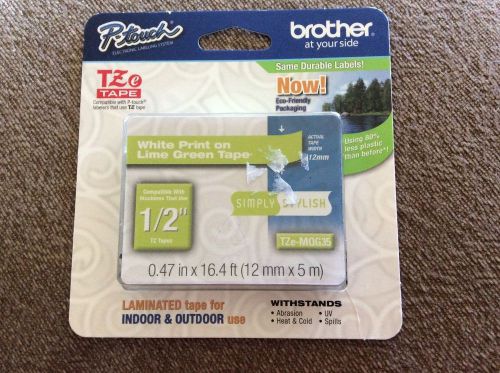 P-touch
ELECTRONIC LABELING SYSTEM
brother
at your side
TZe
TAPE
Compatible with P-touch®
labelers that use TZ tape
Same Durable Labels!
Now!
Eco-Friendly
Packaging
Using 80%
less plastic
than before*!
White Print on
Lime Green Tape
ACTUAL
TAPE
WIDTH
12mm
Compatible With
Machines That Use
1/2"
TZ Tapes
SIMPLY STYLISH
TZe-MQG35
0.47 in x 16.4 ft (12 mm x 5 m)
LAMINATED tape for
INDOOR & OUTDOOR use
WITHSTANDS
• Abrasion • UV
• Heat & Cold • Spills